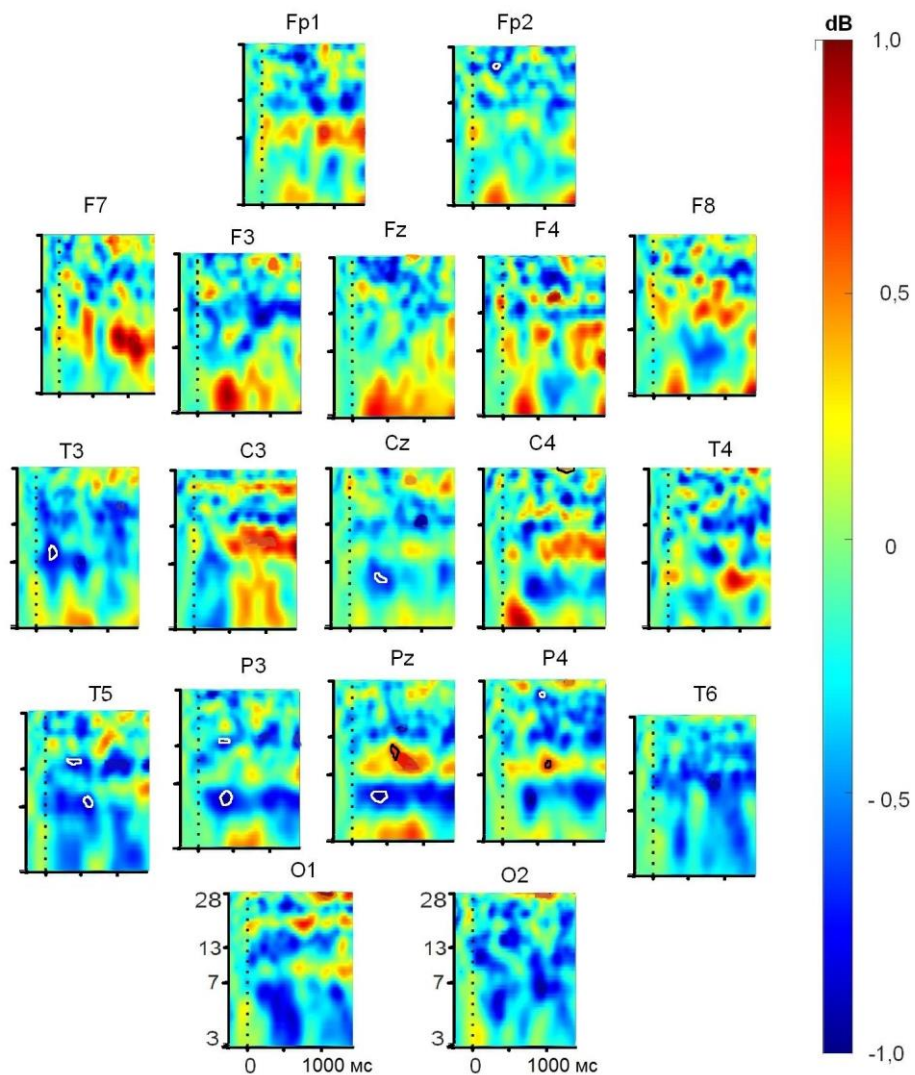 dB
1,0
Fp1 Fp2
F7 F3 Fz F4 F8
0,5
T3 C3 Cz C4 T4
0
T5 P3 Pz P4 T6
- 0,5
O1 O2
28 28
13 13
7 7
3 3
0 1000 мс 0 1000 мс
-1,0